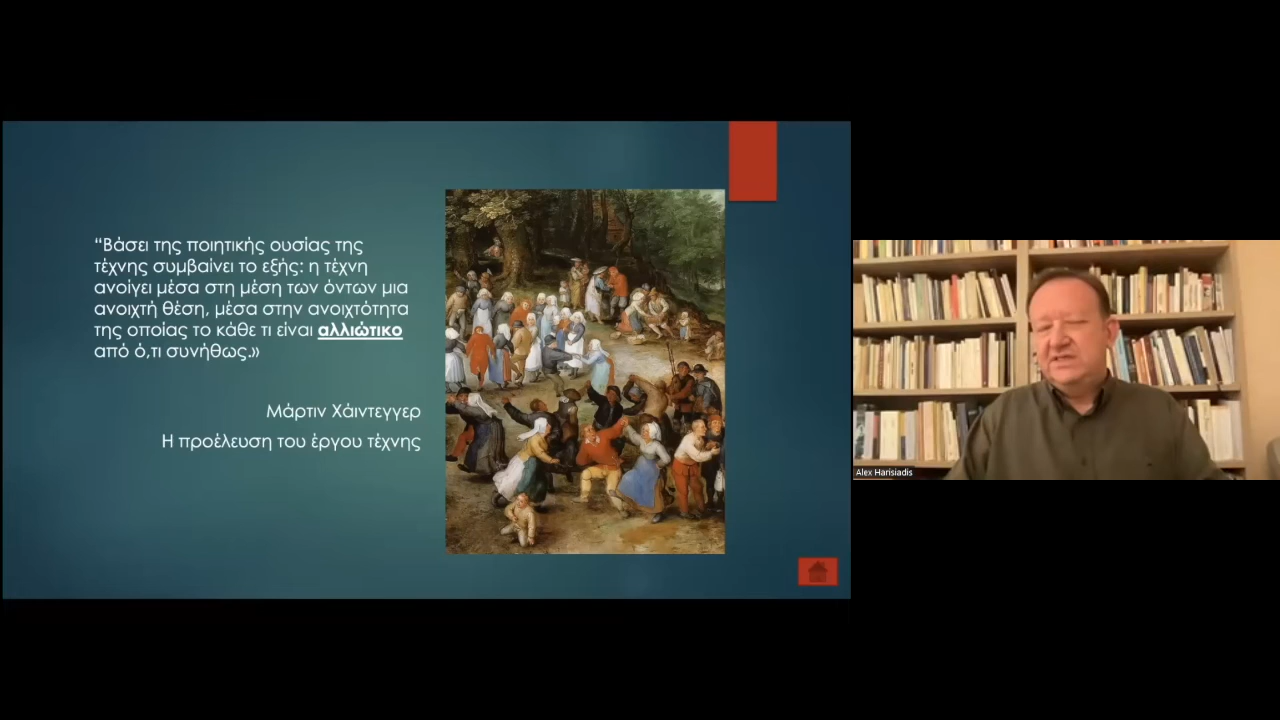 “Βάσει της ποιητικής ουσίας της
τέχνης συμβαίνει το εξής: η τέχνη
ανοίγει μέσα στη μέση των όντων μια
ανοιχτή θέση, μέσα στην ανοιχτότητα
της οποίας το κάθε τι είναι αλλιώτικο
από ό,τι συνήθως.»
Μάρτιν Χάιντεγγερ
Η προέλευση του έργου τέχνης
Alex Harisiadis